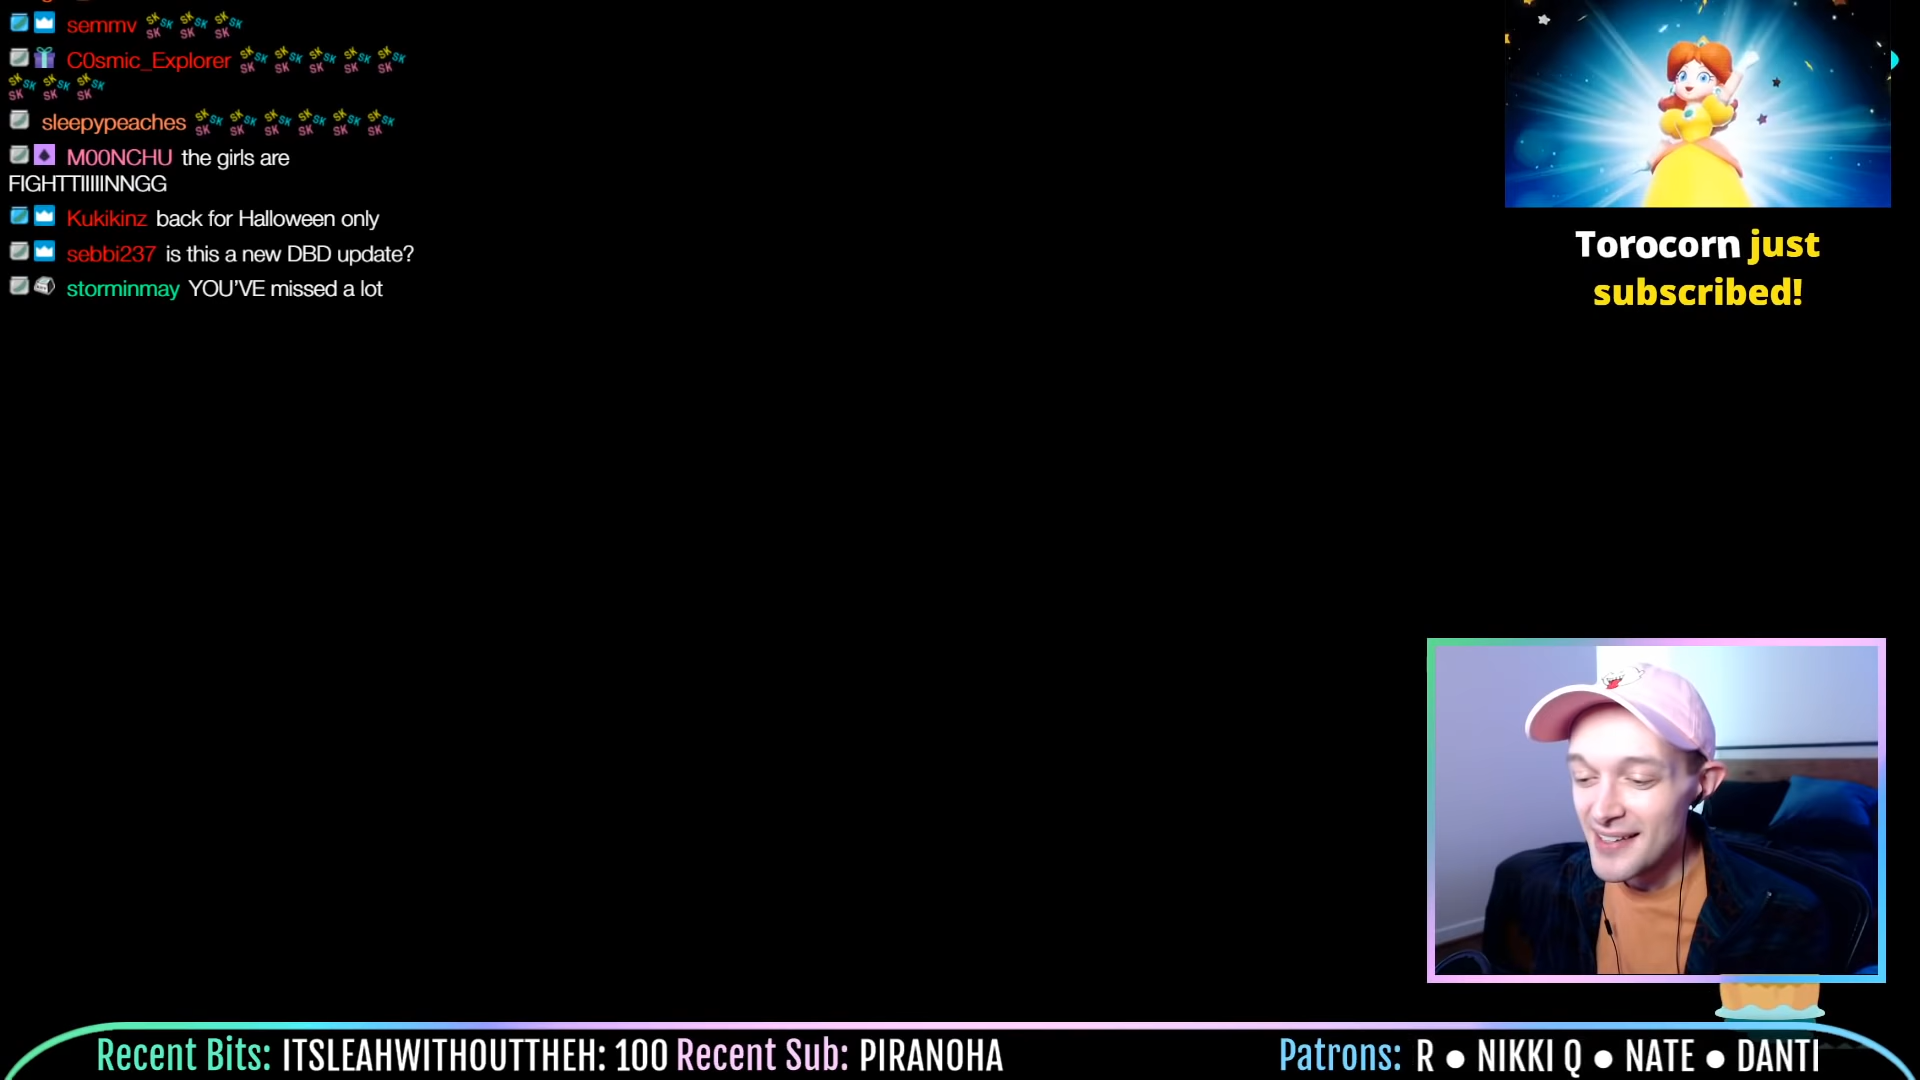 semmv
C0smic_Explorer
sleepypeaches
M00NCHU the girls are
FIGHTTIIIIINNGG
Kukikinz back for Halloween only
sebbi237 is this a new DBD update?
storminmay YOU'VE missed a lot
Torocorn just
subscribed!
Recent Bits: ITSLEAHWITHOUTTHEH: 100 Recent Sub: PIRANOHA
Patrons: R ● NIKKI Q ● NATE ● DANTI